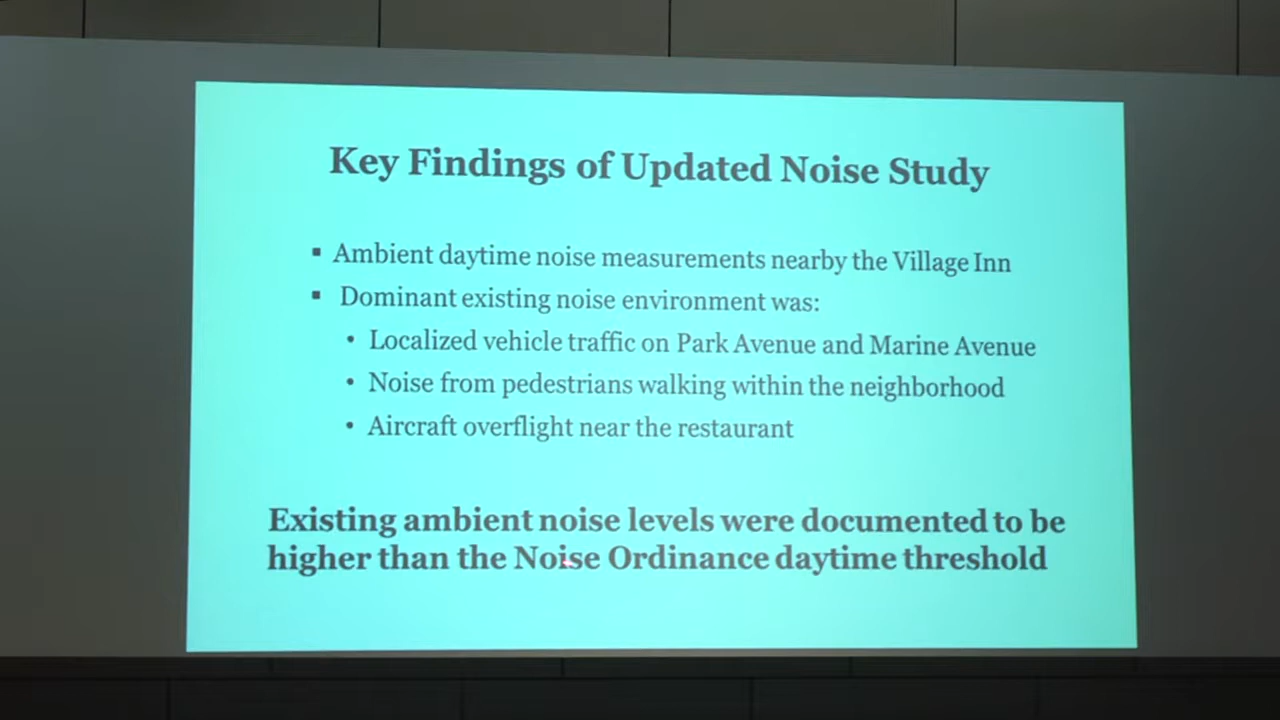 Key Findings of Updated Noise Study
▪ Ambient daytime noise measurements nearby the Village Inn
▪ Dominant existing noise environment was:
• Localized vehicle traffic on Park Avenue and Marine Avenue
• Noise from pedestrians walking within the neighborhood
• Aircraft overflight near the restaurant
Existing ambient noise levels were documented to be
higher than the Noise Ordinance daytime threshold